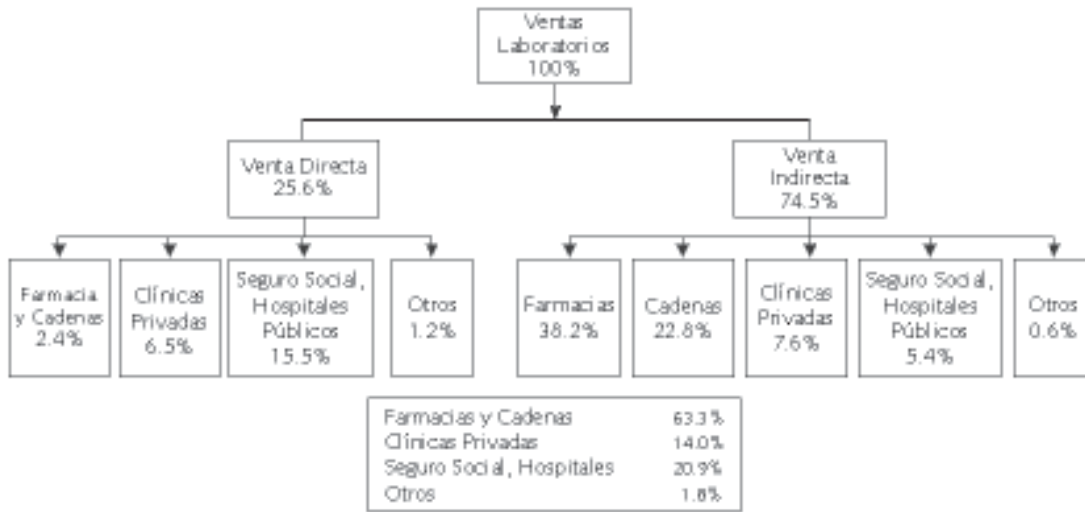 Ventas
Laboratorios
100%
Venta Directa
25.6%
Venta
Indirecta
74.5%
Farmacia
y Cadenas
2.4%
Clínicas
Privadas
6.5%
Seguro Social,
Hospitales
Públicos
15.5%
Otros
1.2%
Farmacias
38.2%
Cadenas
22.8%
Clínicas
Privadas
7.6%
Seguro Social,
Hospitales
Públicos
5.4%
Otros
0.6%
Farmacias y Cadenas 63.3%
Clínicas Privadas 14.0%
Seguro Social, Hospitales 20.9%
Otros 1.8%